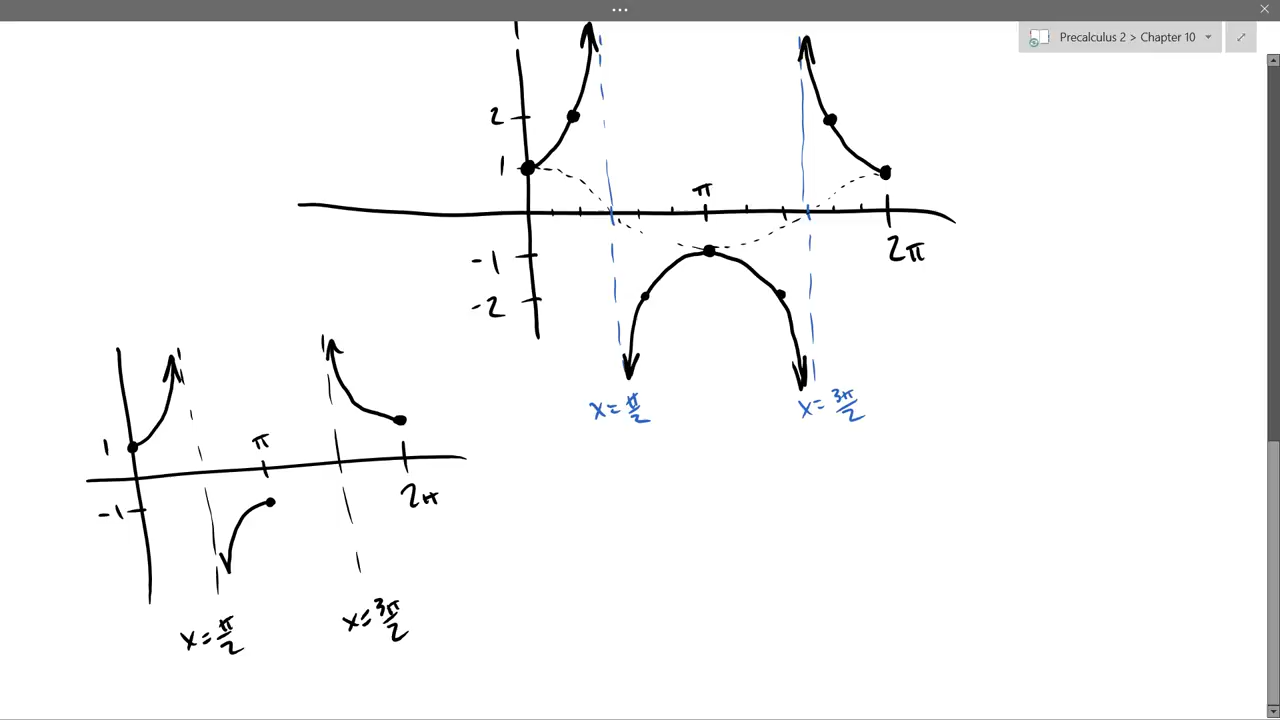 Precalculus 2 > Chapter 10
2
1
π
2π
-1
-2
x = π/2
x = 3π/2
1
π
2π
-1
x = π/2
x = 3π/2